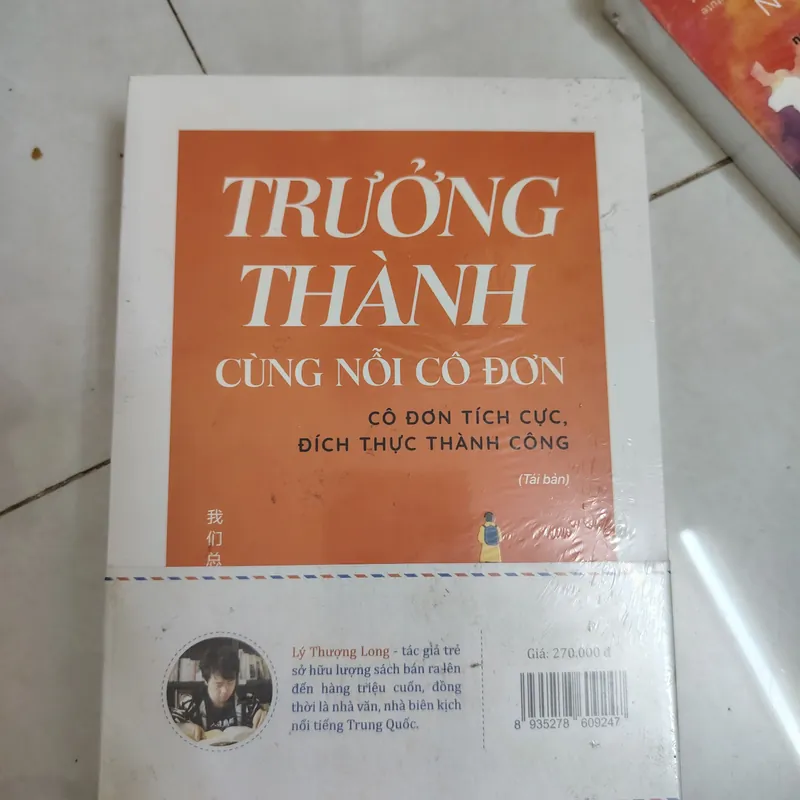 TRƯỞNG
THÀNH
CÙNG NỖI CÔ ĐƠN
CÔ ĐƠN TÍCH CỰC,
ĐÍCH THỰC THÀNH CÔNG
(Tái bản)
我们总
Lý Thượng Long - tác giả trẻ
sở hữu lượng sách bán ra lên
đến hàng triệu cuốn, đồng
thời là nhà văn, nhà biên kịch
nổi tiếng Trung Quốc.
Giá: 270.000 đ
8 935278 609247